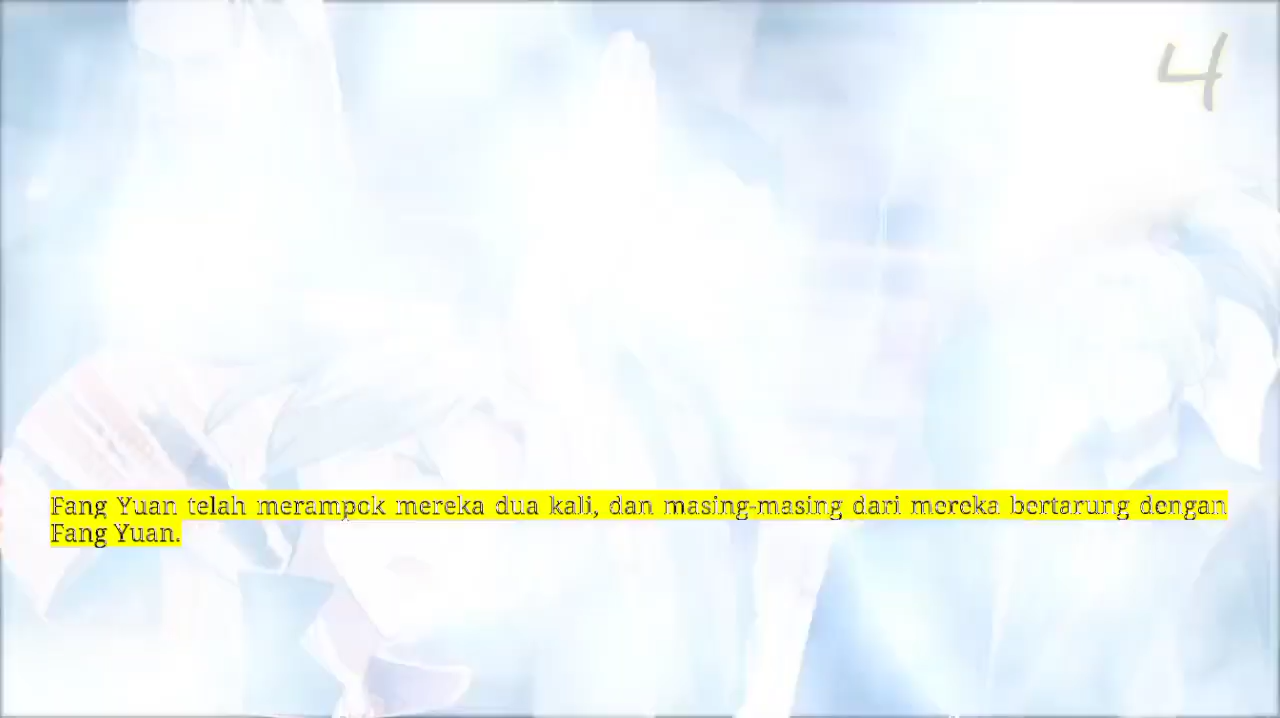 4
Fang Yuan telah merampok mereka dua kali, dan masing-masing dari mereka bertarung dengan
Fang Yuan.